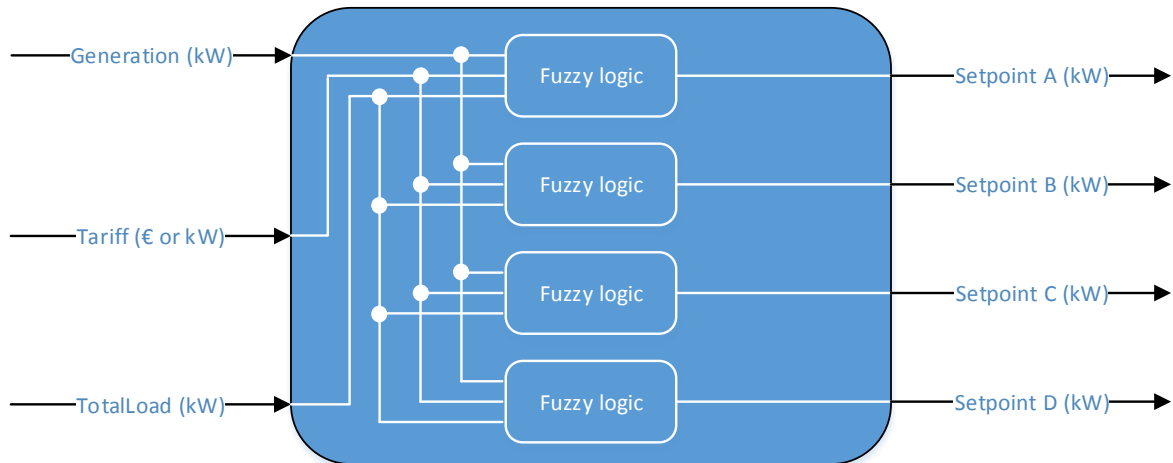 Generation (kW)
Fuzzy logic
Setpoint A (kW)
Fuzzy logic
Setpoint B (kW)
Tariff (€ or kW)
Fuzzy logic
Setpoint C (kW)
TotalLoad (kW)
Fuzzy logic
Setpoint D (kW)